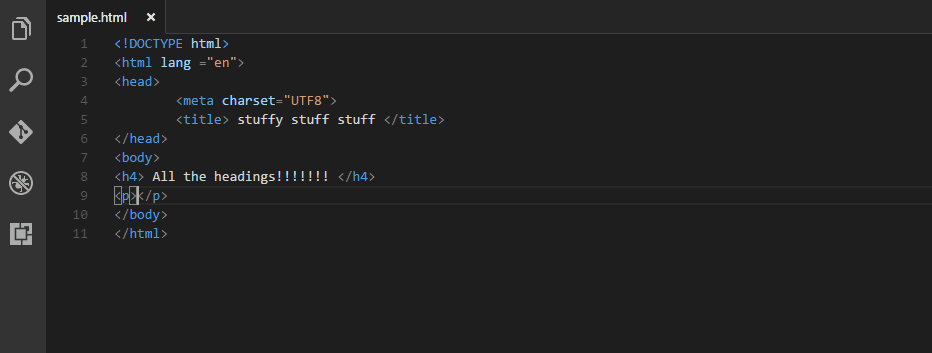 sample.html ×
1 <!DOCTYPE html>
2 <html lang ="en">
3 <head>
4 <meta charset="UTF8">
5 <title> stuffy stuff stuff </title>
6 </head>
7 <body>
8 <h4> All the headings!!!!!!! </h4>
9 <p></p>
10 </body>
11 </html>